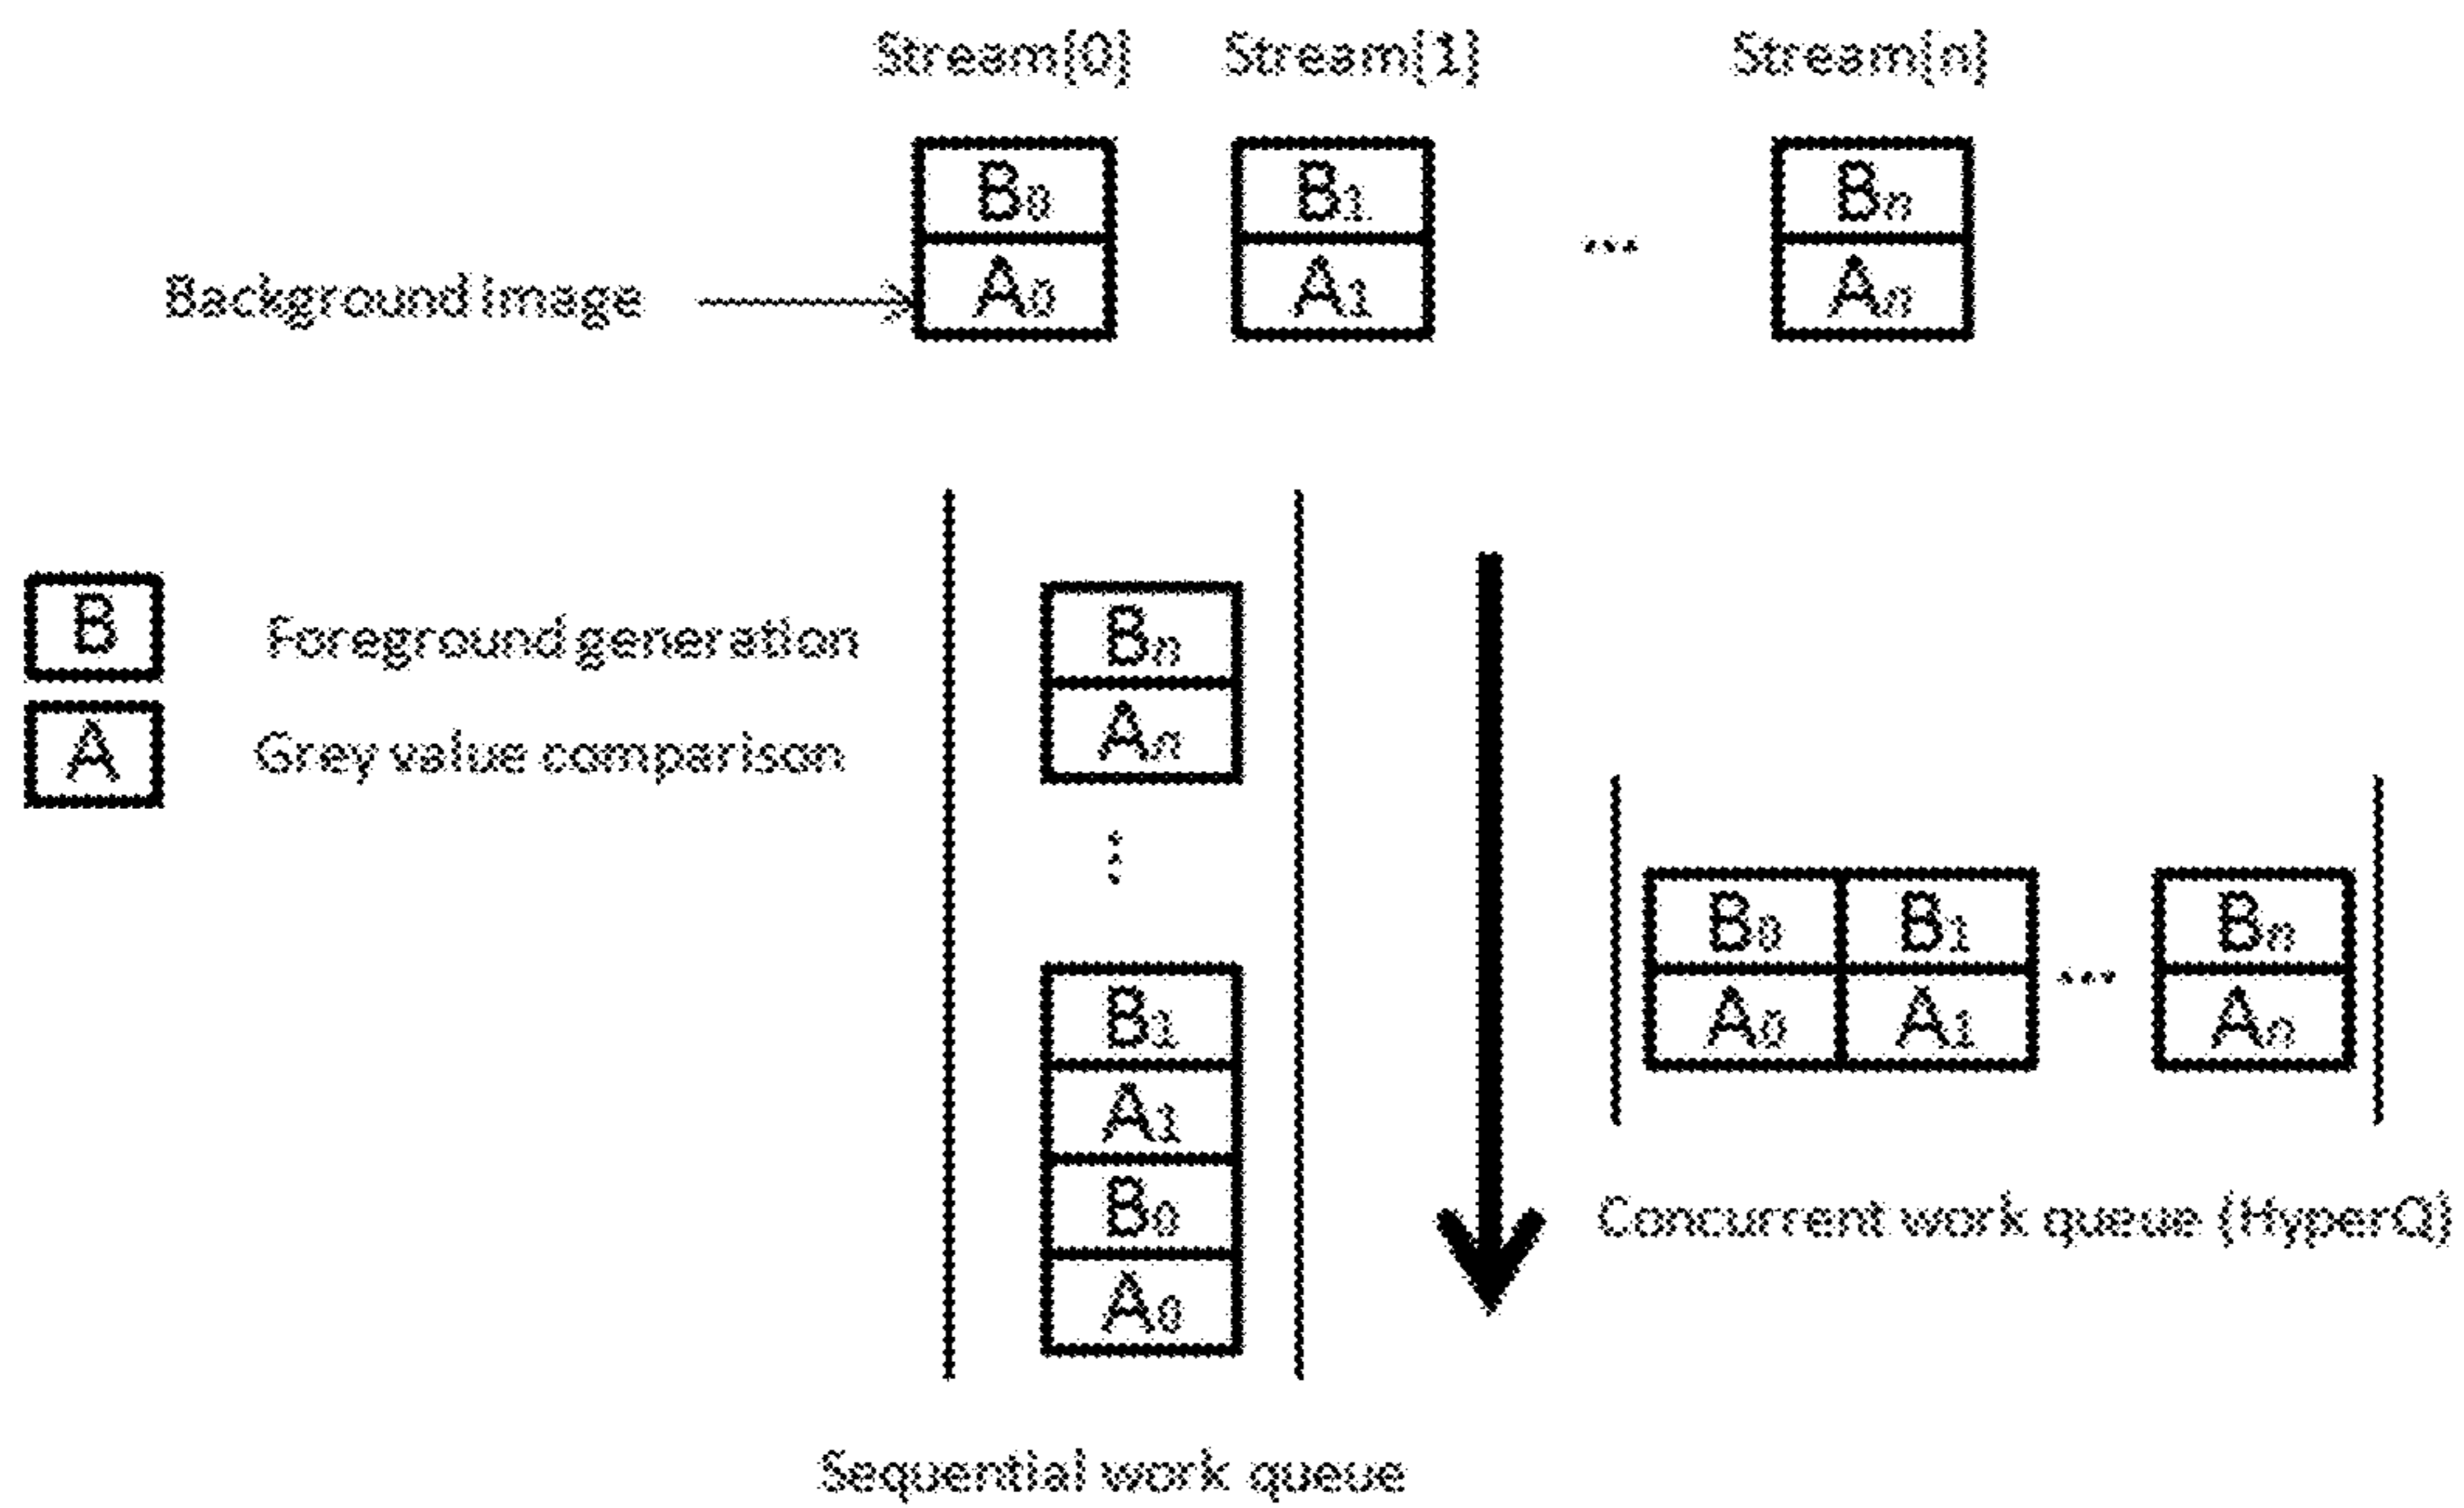 Stream[0] Stream[1] Stream[n]
B0 B1 ... Bn
Background image A0 A1 An
B Foreground generation
A Grey value comparison
Bn
An
⋮
B1
A1
B0
A0
B0 B1 ... Bn
A0 A1 An
Concurrent work queue (HyperQ)
Sequential work queue